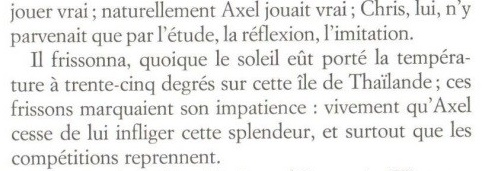 jouer vrai ; naturellement Axel jouait vrai ; Chris, lui, n'y
parvenait que par l'étude, la réflexion, l'imitation.
Il frissonna, quoique le soleil eût porté la tempéra-
ture à trente-cinq degrés sur cette île de Thaïlande ; ces
frissons marquaient son impatience : vivement qu'Axel
cesse de lui infliger cette splendeur, et surtout que les
compétitions reprennent.